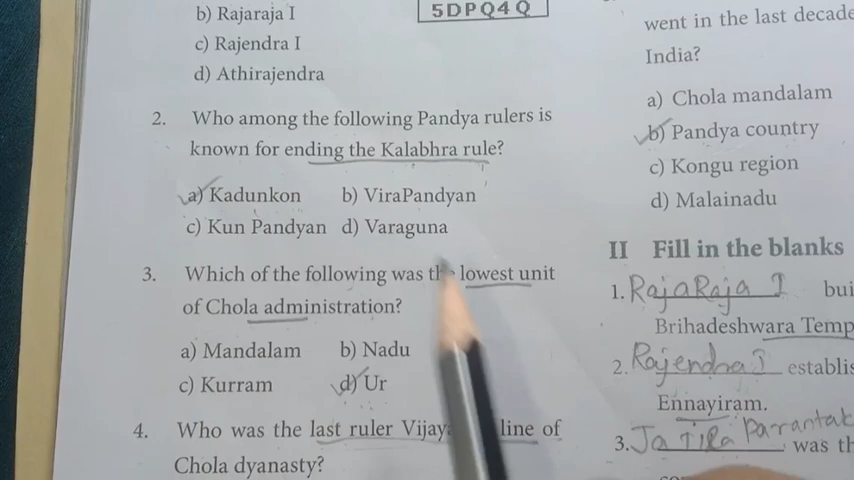 b) Rajaraja I
c) Rajendra I
d) Athirajendra
5DPQ4Q
2. Who among the following Pandya rulers is
known for ending the Kalabhra rule?
a) Kadunkon b) ViraPandyan
c) Kun Pandyan d) Varaguna
3. Which of the following was the lowest unit
of Chola administration?
a) Mandalam b) Nadu
c) Kurram d) Ur
4. Who was the last ruler line of
Chola dyanasty?
went in the last decade
India?
a) Chola mandalam
b) Pandya country
c) Kongu region
d) Malainadu
II Fill in the blanks
1. RajaRaja I bui
Brihadeshwara Temp
2. Rajendra I establis
Ennayiram.
3. Jatila Parantak was th